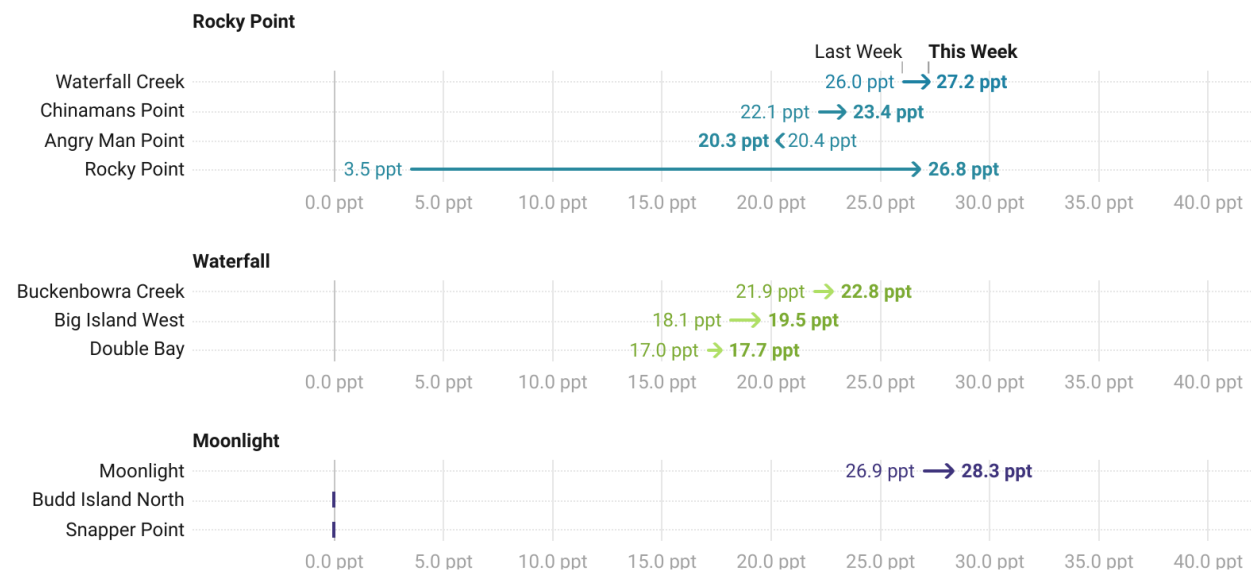 Rocky Point
Last Week This Week
Waterfall Creek 26.0 ppt 27.2 ppt
Chinamans Point 22.1 ppt 23.4 ppt
Angry Man Point 20.3 ppt 20.4 ppt
Rocky Point 3.5 ppt 26.8 ppt
0.0 ppt 5.0 ppt 10.0 ppt 15.0 ppt 20.0 ppt 25.0 ppt 30.0 ppt 35.0 ppt 40.0 ppt
Waterfall
Buckenbowra Creek 21.9 ppt 22.8 ppt
Big Island West 18.1 ppt 19.5 ppt
Double Bay 17.0 ppt 17.7 ppt
0.0 ppt 5.0 ppt 10.0 ppt 15.0 ppt 20.0 ppt 25.0 ppt 30.0 ppt 35.0 ppt 40.0 ppt
Moonlight
Moonlight 26.9 ppt 28.3 ppt
Budd Island North
Snapper Point
0.0 ppt 5.0 ppt 10.0 ppt 15.0 ppt 20.0 ppt 25.0 ppt 30.0 ppt 35.0 ppt 40.0 ppt